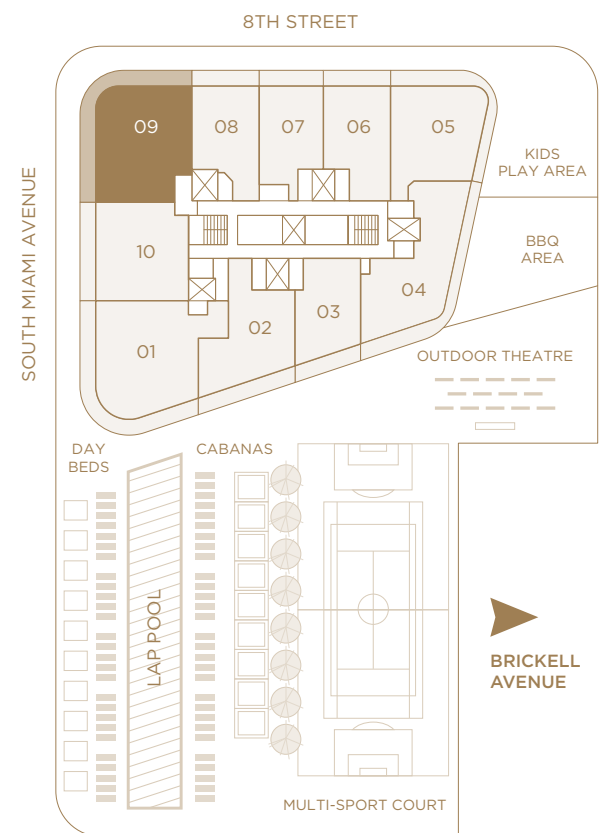 8TH STREET
SOUTH MIAMI AVENUE
09
08
07
06
05
KIDS
PLAY AREA
10
BBQ
AREA
04
03
02
01
OUTDOOR THEATRE
DAY
BEDS
CABANAS
LAP POOL
BRICKELL
AVENUE
MULTI-SPORT COURT